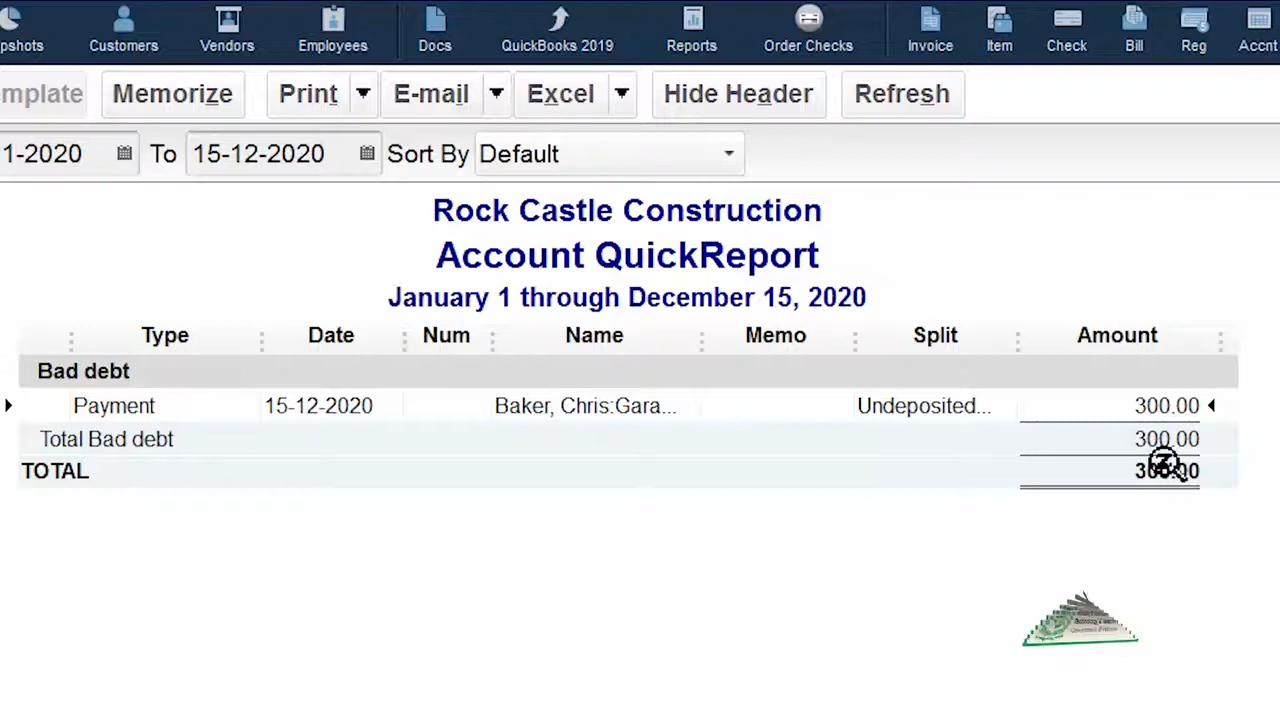 pshots Customers Vendors Employees Docs QuickBooks 2019 Reports Order Checks Invoice Item Check Bill Reg Accnt
mplate Memorize Print E-mail Excel Hide Header Refresh
1-2020 To 15-12-2020 Sort By Default
Rock Castle Construction
Account QuickReport
January 1 through December 15, 2020
Type Date Num Name Memo Split Amount
Bad debt
Payment 15-12-2020 Baker, Chris:Gara... Undeposited... 300.00
Total Bad debt 300.00
TOTAL 300.00